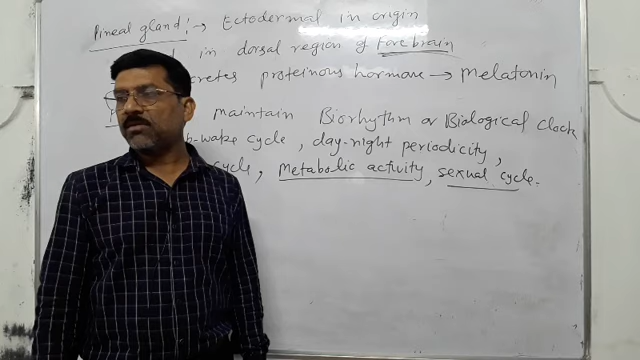 Pineal gland:→ Ectodermal in origin
in dorsal region of Forebrain
cretes proteinous hormone → Melatonin
maintain Biorhythm or Biological Clock
p-wake cycle, day-night periodicity,
cycle, Metabolic activity, sexual cycle.